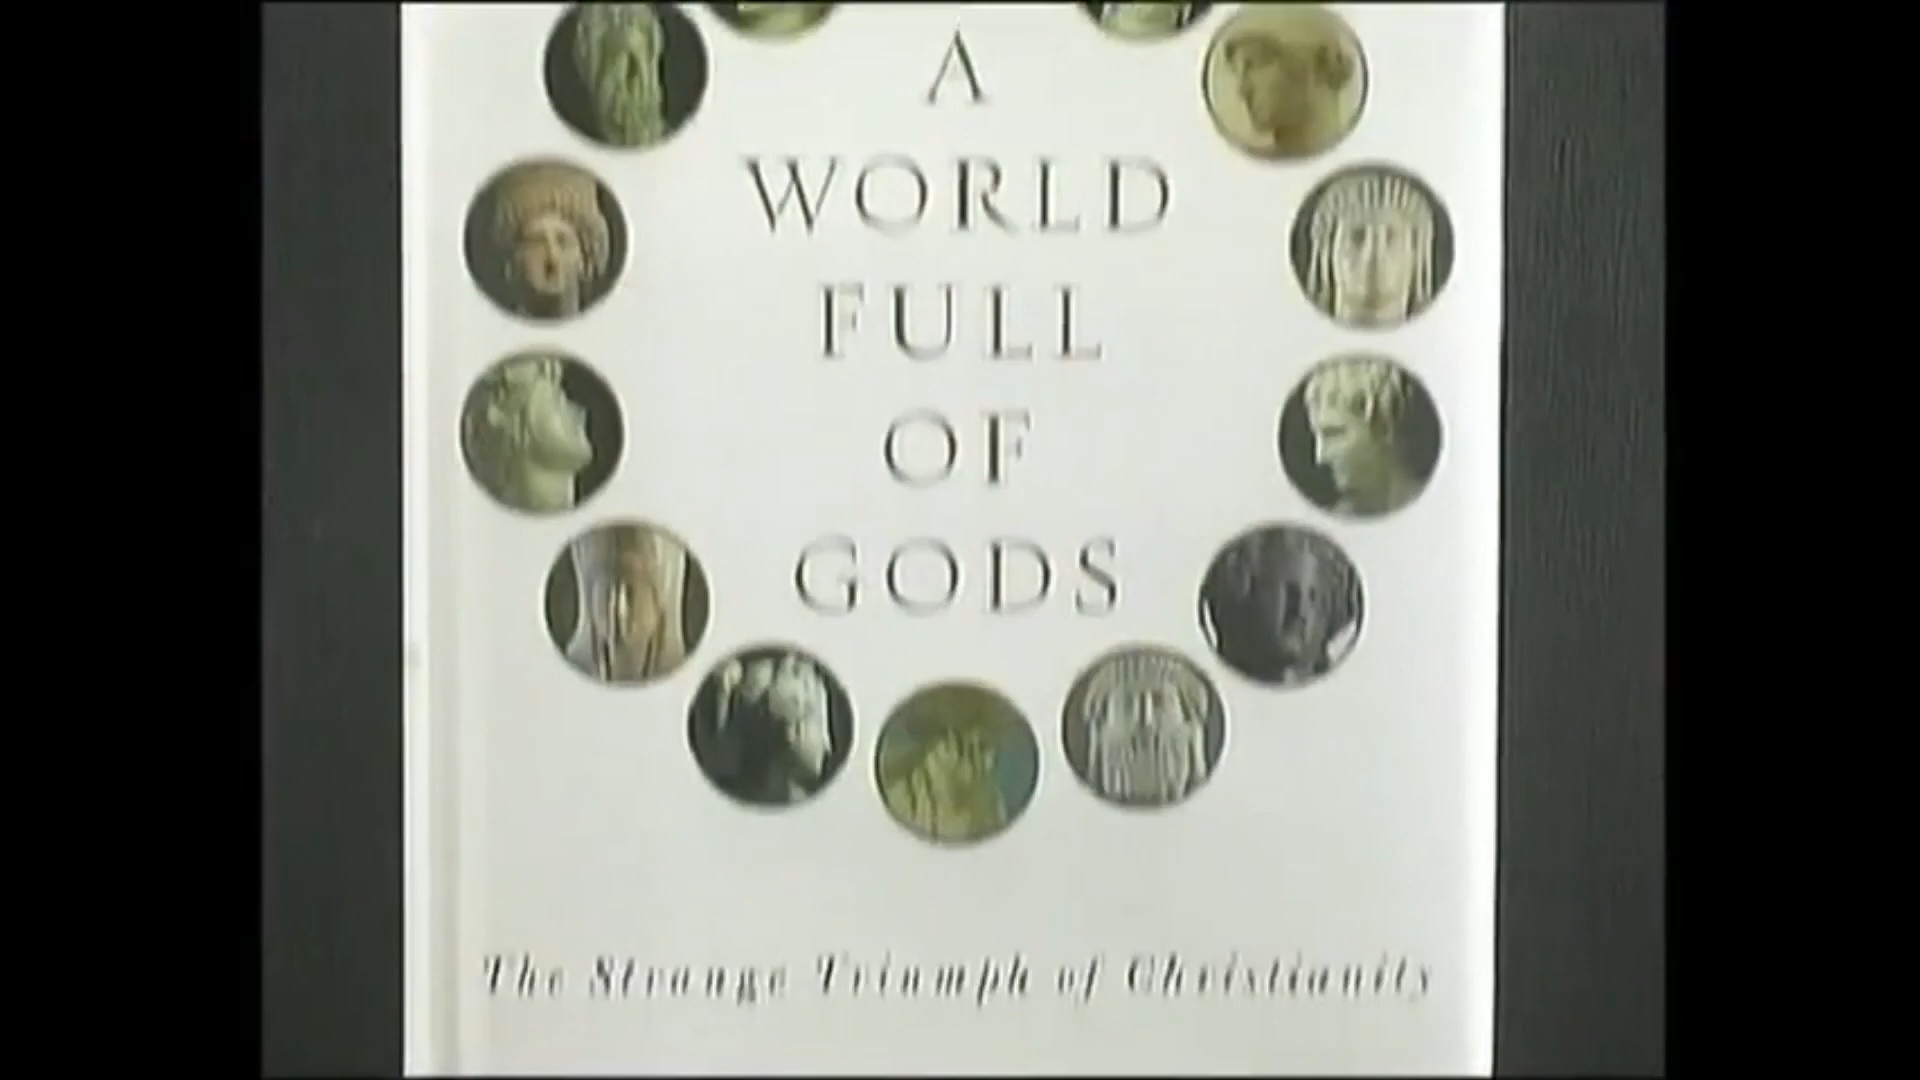 A
WORLD
FULL
OF
GODS
The Strange Triumph of Christianity